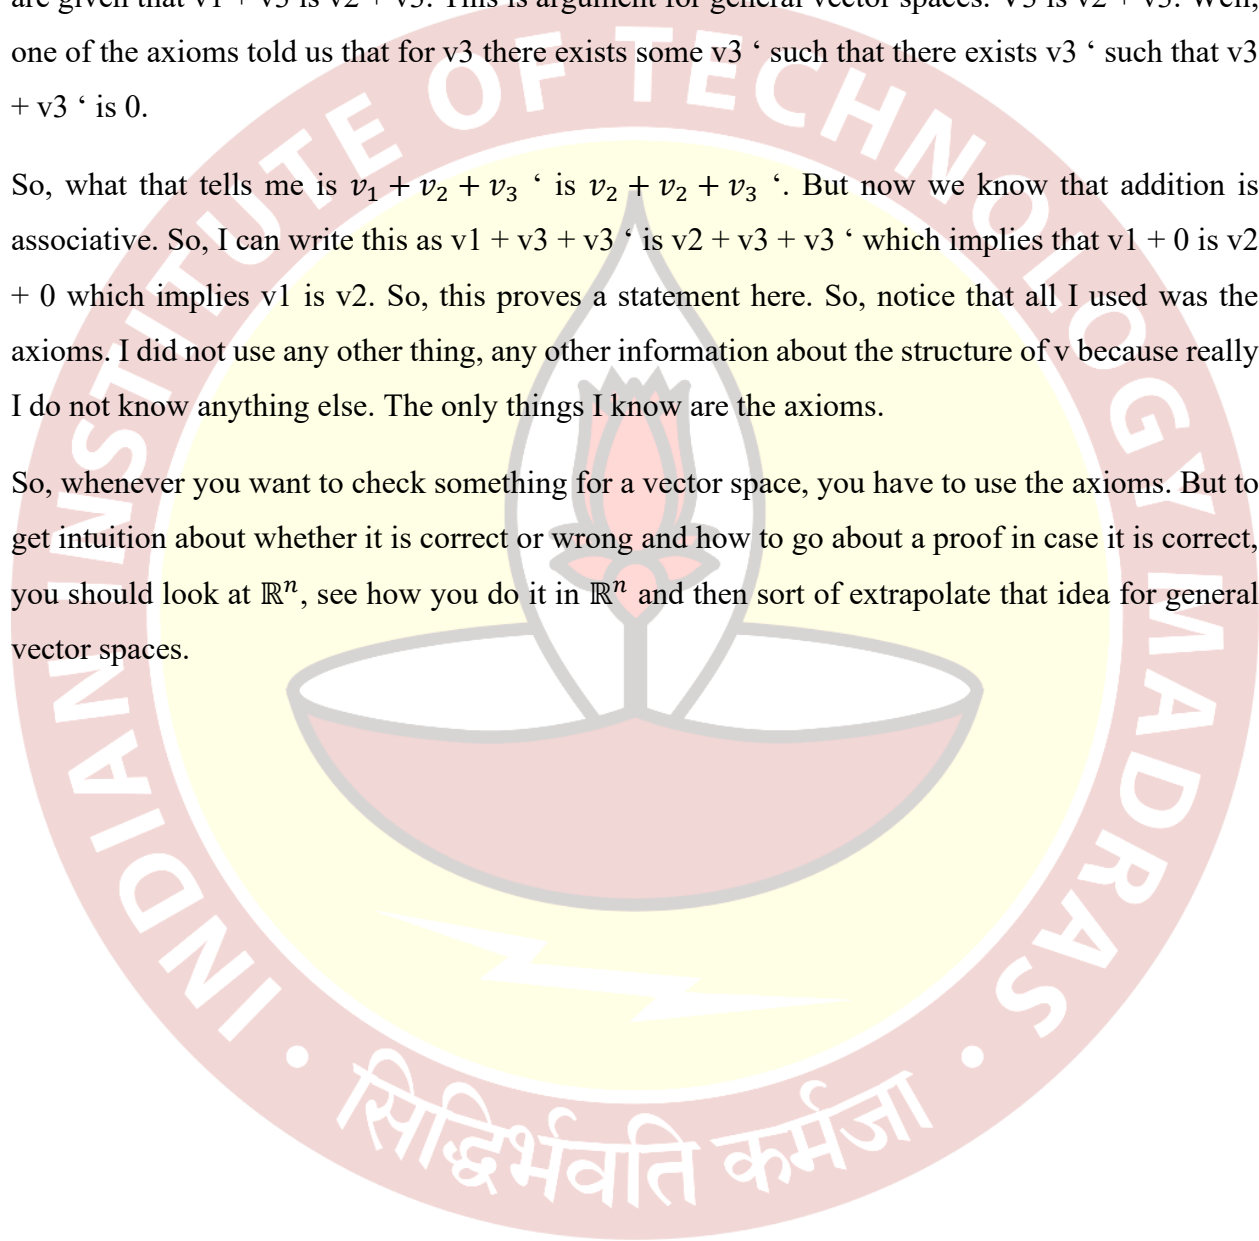 are given that v1 + v3 is v2 + v3. This is argument for general vector spaces. V3 is v2 + v3. Well,
one of the axioms told us that for v3 there exists some v3 ‘ such that there exists v3 ‘ such that v3
+ v3 ‘ is 0.
So, what that tells me is 𝑣₁ + 𝑣₂ + 𝑣₃ ‘ is 𝑣₂ + 𝑣₂ + 𝑣₃ ‘. But now we know that addition is
associative. So, I can write this as v1 + v3 + v3 ‘ is v2 + v3 + v3 ‘ which implies that v1 + 0 is v2
+ 0 which implies v1 is v2. So, this proves a statement here. So, notice that all I used was the
axioms. I did not use any other thing, any other information about the structure of v because really
I do not know anything else. The only things I know are the axioms.
So, whenever you want to check something for a vector space, you have to use the axioms. But to
get intuition about whether it is correct or wrong and how to go about a proof in case it is correct,
you should look at ℝⁿ, see how you do it in ℝⁿ and then sort of extrapolate that idea for general
vector spaces.
INDIAN INSTITUTE OF TECHNOLOGY MADRAS
सिद्धिर्भवति कर्मजा